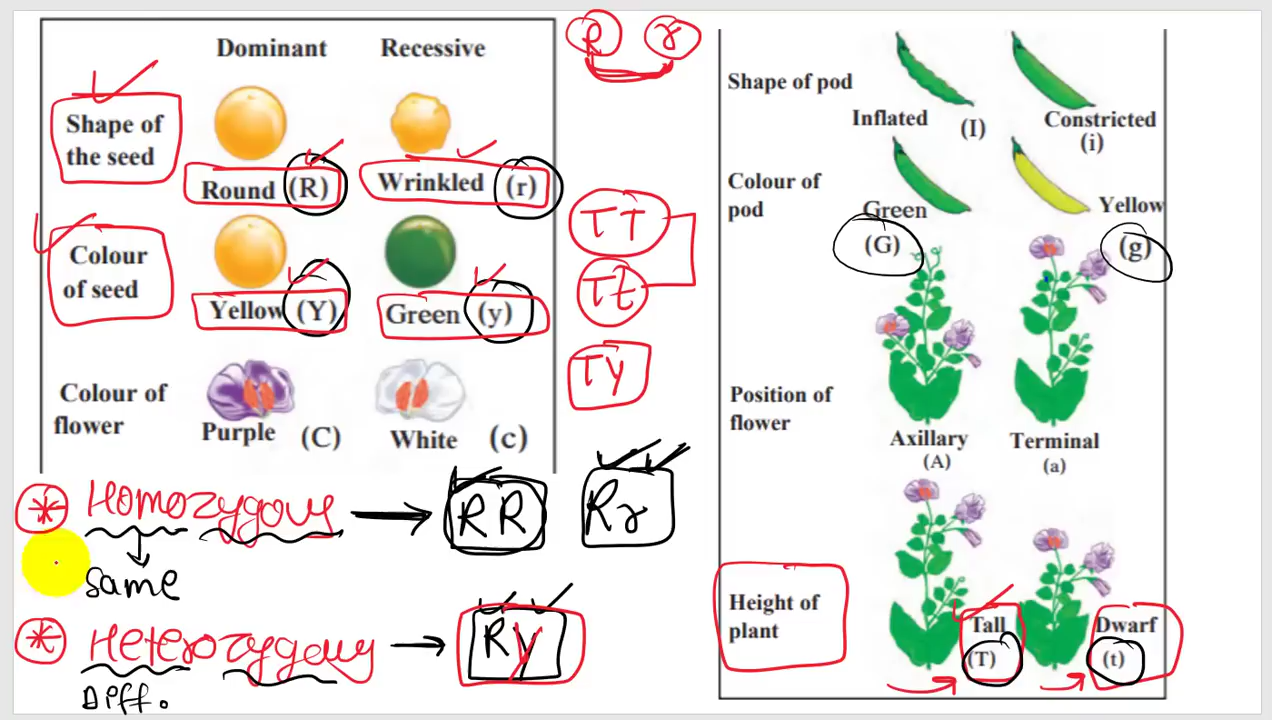 Dominant Recessive
Shape of
the seed
Round (R) Wrinkled (r)
Colour
of seed
Yellow (Y) Green (y)
Colour of
flower
Purple (C) White (c)
R r
TT
Tt
Ty
Homozygous → RR Rr
same
Heterozygous → Ry
Diff.
Shape of pod
Inflated (I) Constricted
(i)
Colour of
pod
Green Yellow
(G) (g)
Position of
flower
Axillary Terminal
(A) (a)
Height of
plant
Tall Dwarf
(T) (t)